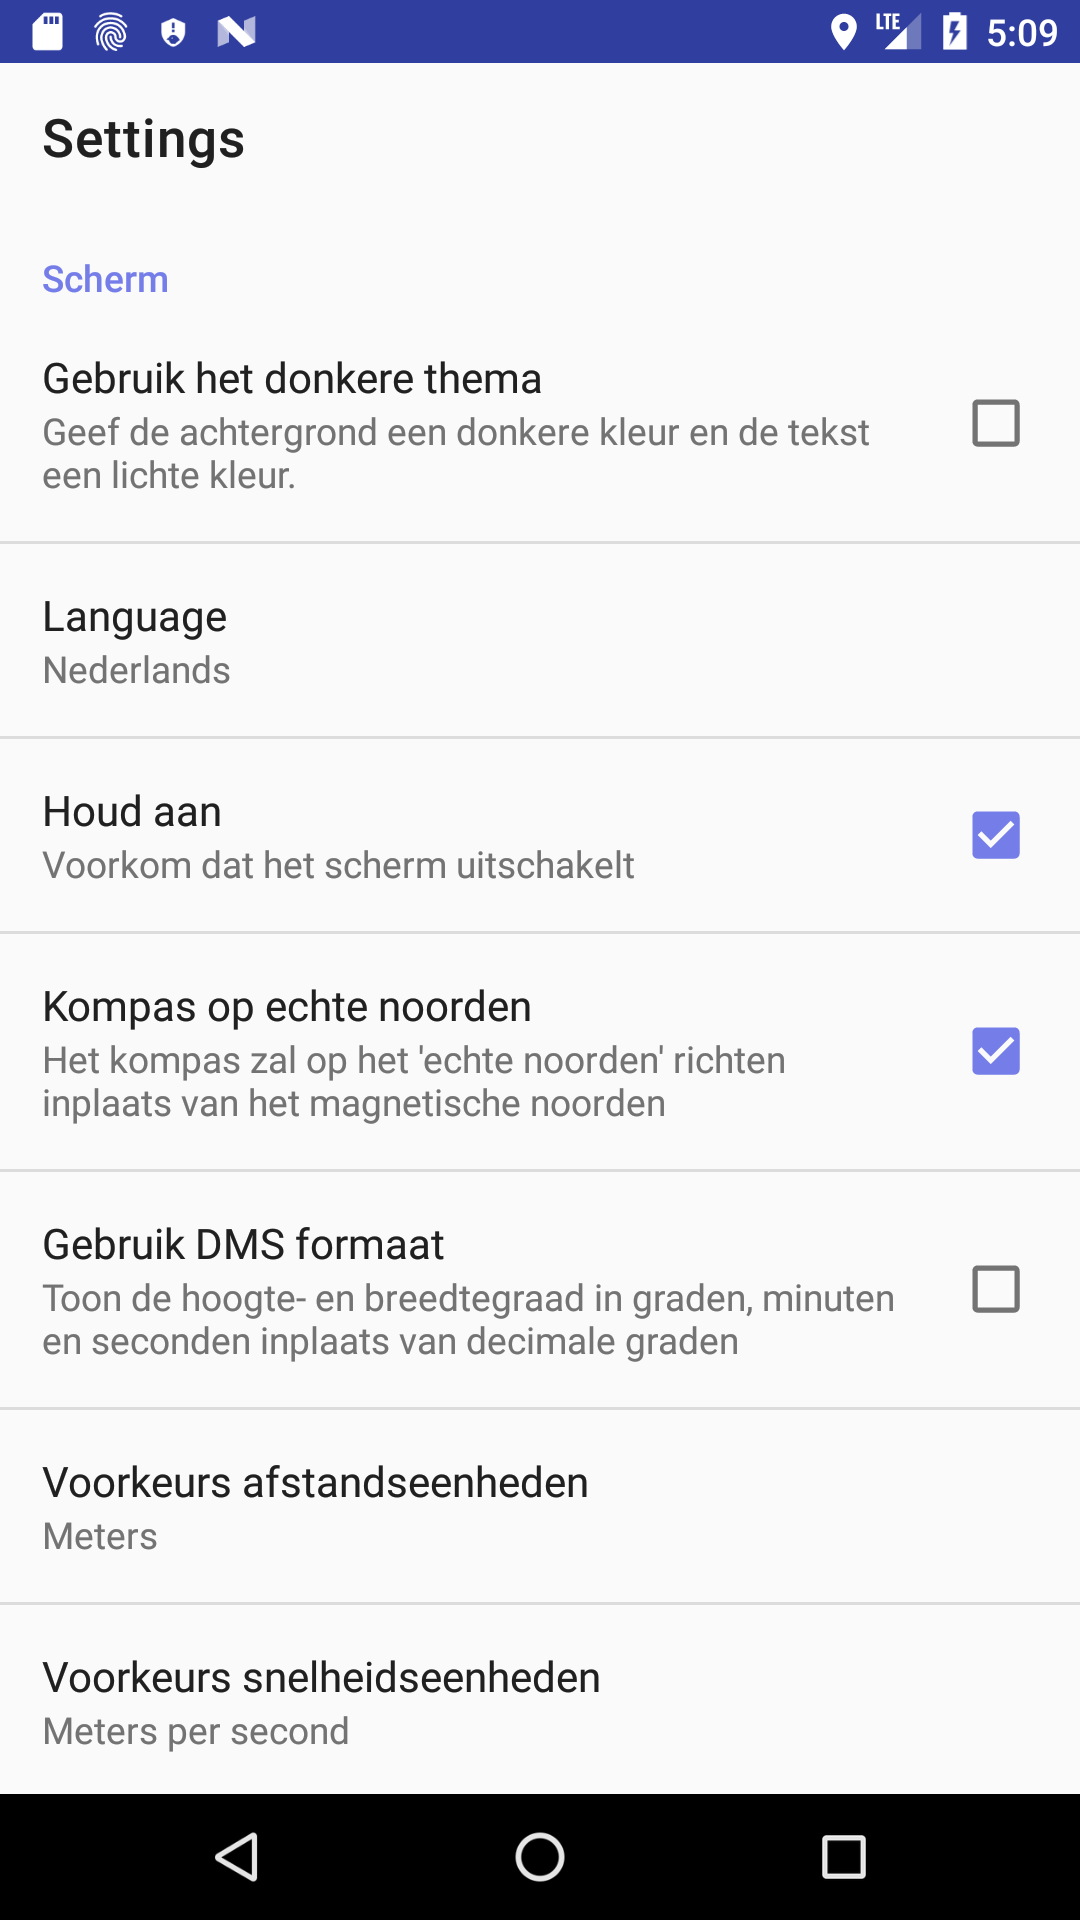 LTE 5:09
Settings
Scherm
Gebruik het donkere thema
Geef de achtergrond een donkere kleur en de tekst
een lichte kleur.
Language
Nederlands
Houd aan
Voorkom dat het scherm uitschakelt
Kompas op echte noorden
Het kompas zal op het 'echte noorden' richten
inplaats van het magnetische noorden
Gebruik DMS formaat
Toon de hoogte- en breedtegraad in graden, minuten
en seconden inplaats van decimale graden
Voorkeurs afstandseenheden
Meters
Voorkeurs snelheidseenheden
Meters per second